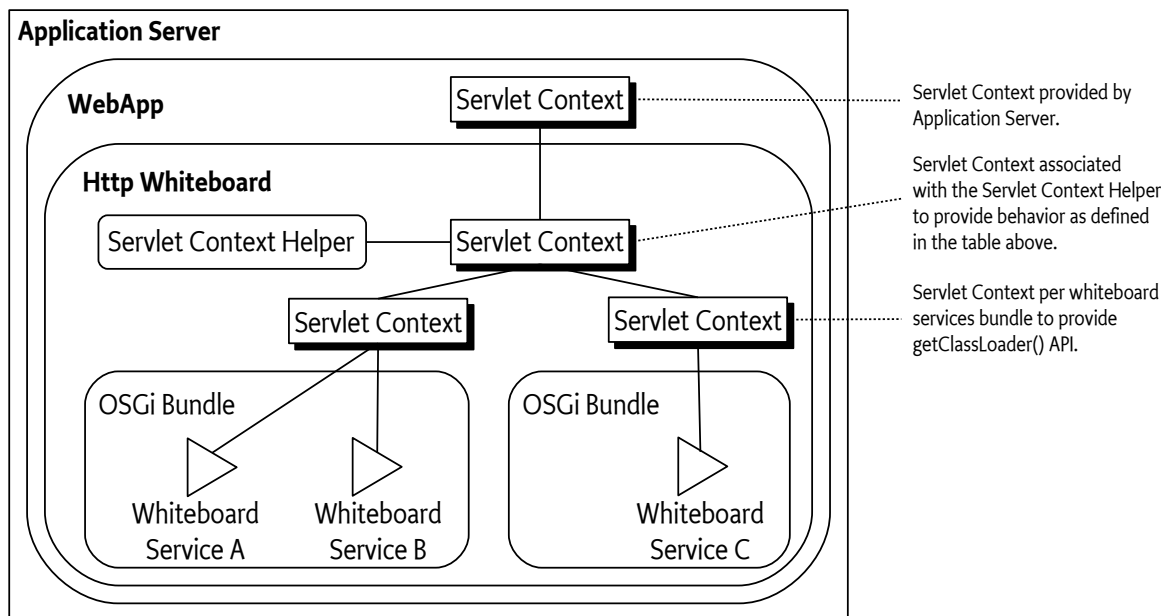 Application Server
WebApp
Servlet Context
Servlet Context provided by
Application Server.
Http Whiteboard
Servlet Context Helper
Servlet Context
Servlet Context associated
with the Servlet Context Helper
to provide behavior as defined
in the table above.
Servlet Context
Servlet Context
Servlet Context per whiteboard
services bundle to provide
getClassLoader() API.
OSGi Bundle
Whiteboard
Service A
Whiteboard
Service B
OSGi Bundle
Whiteboard
Service C